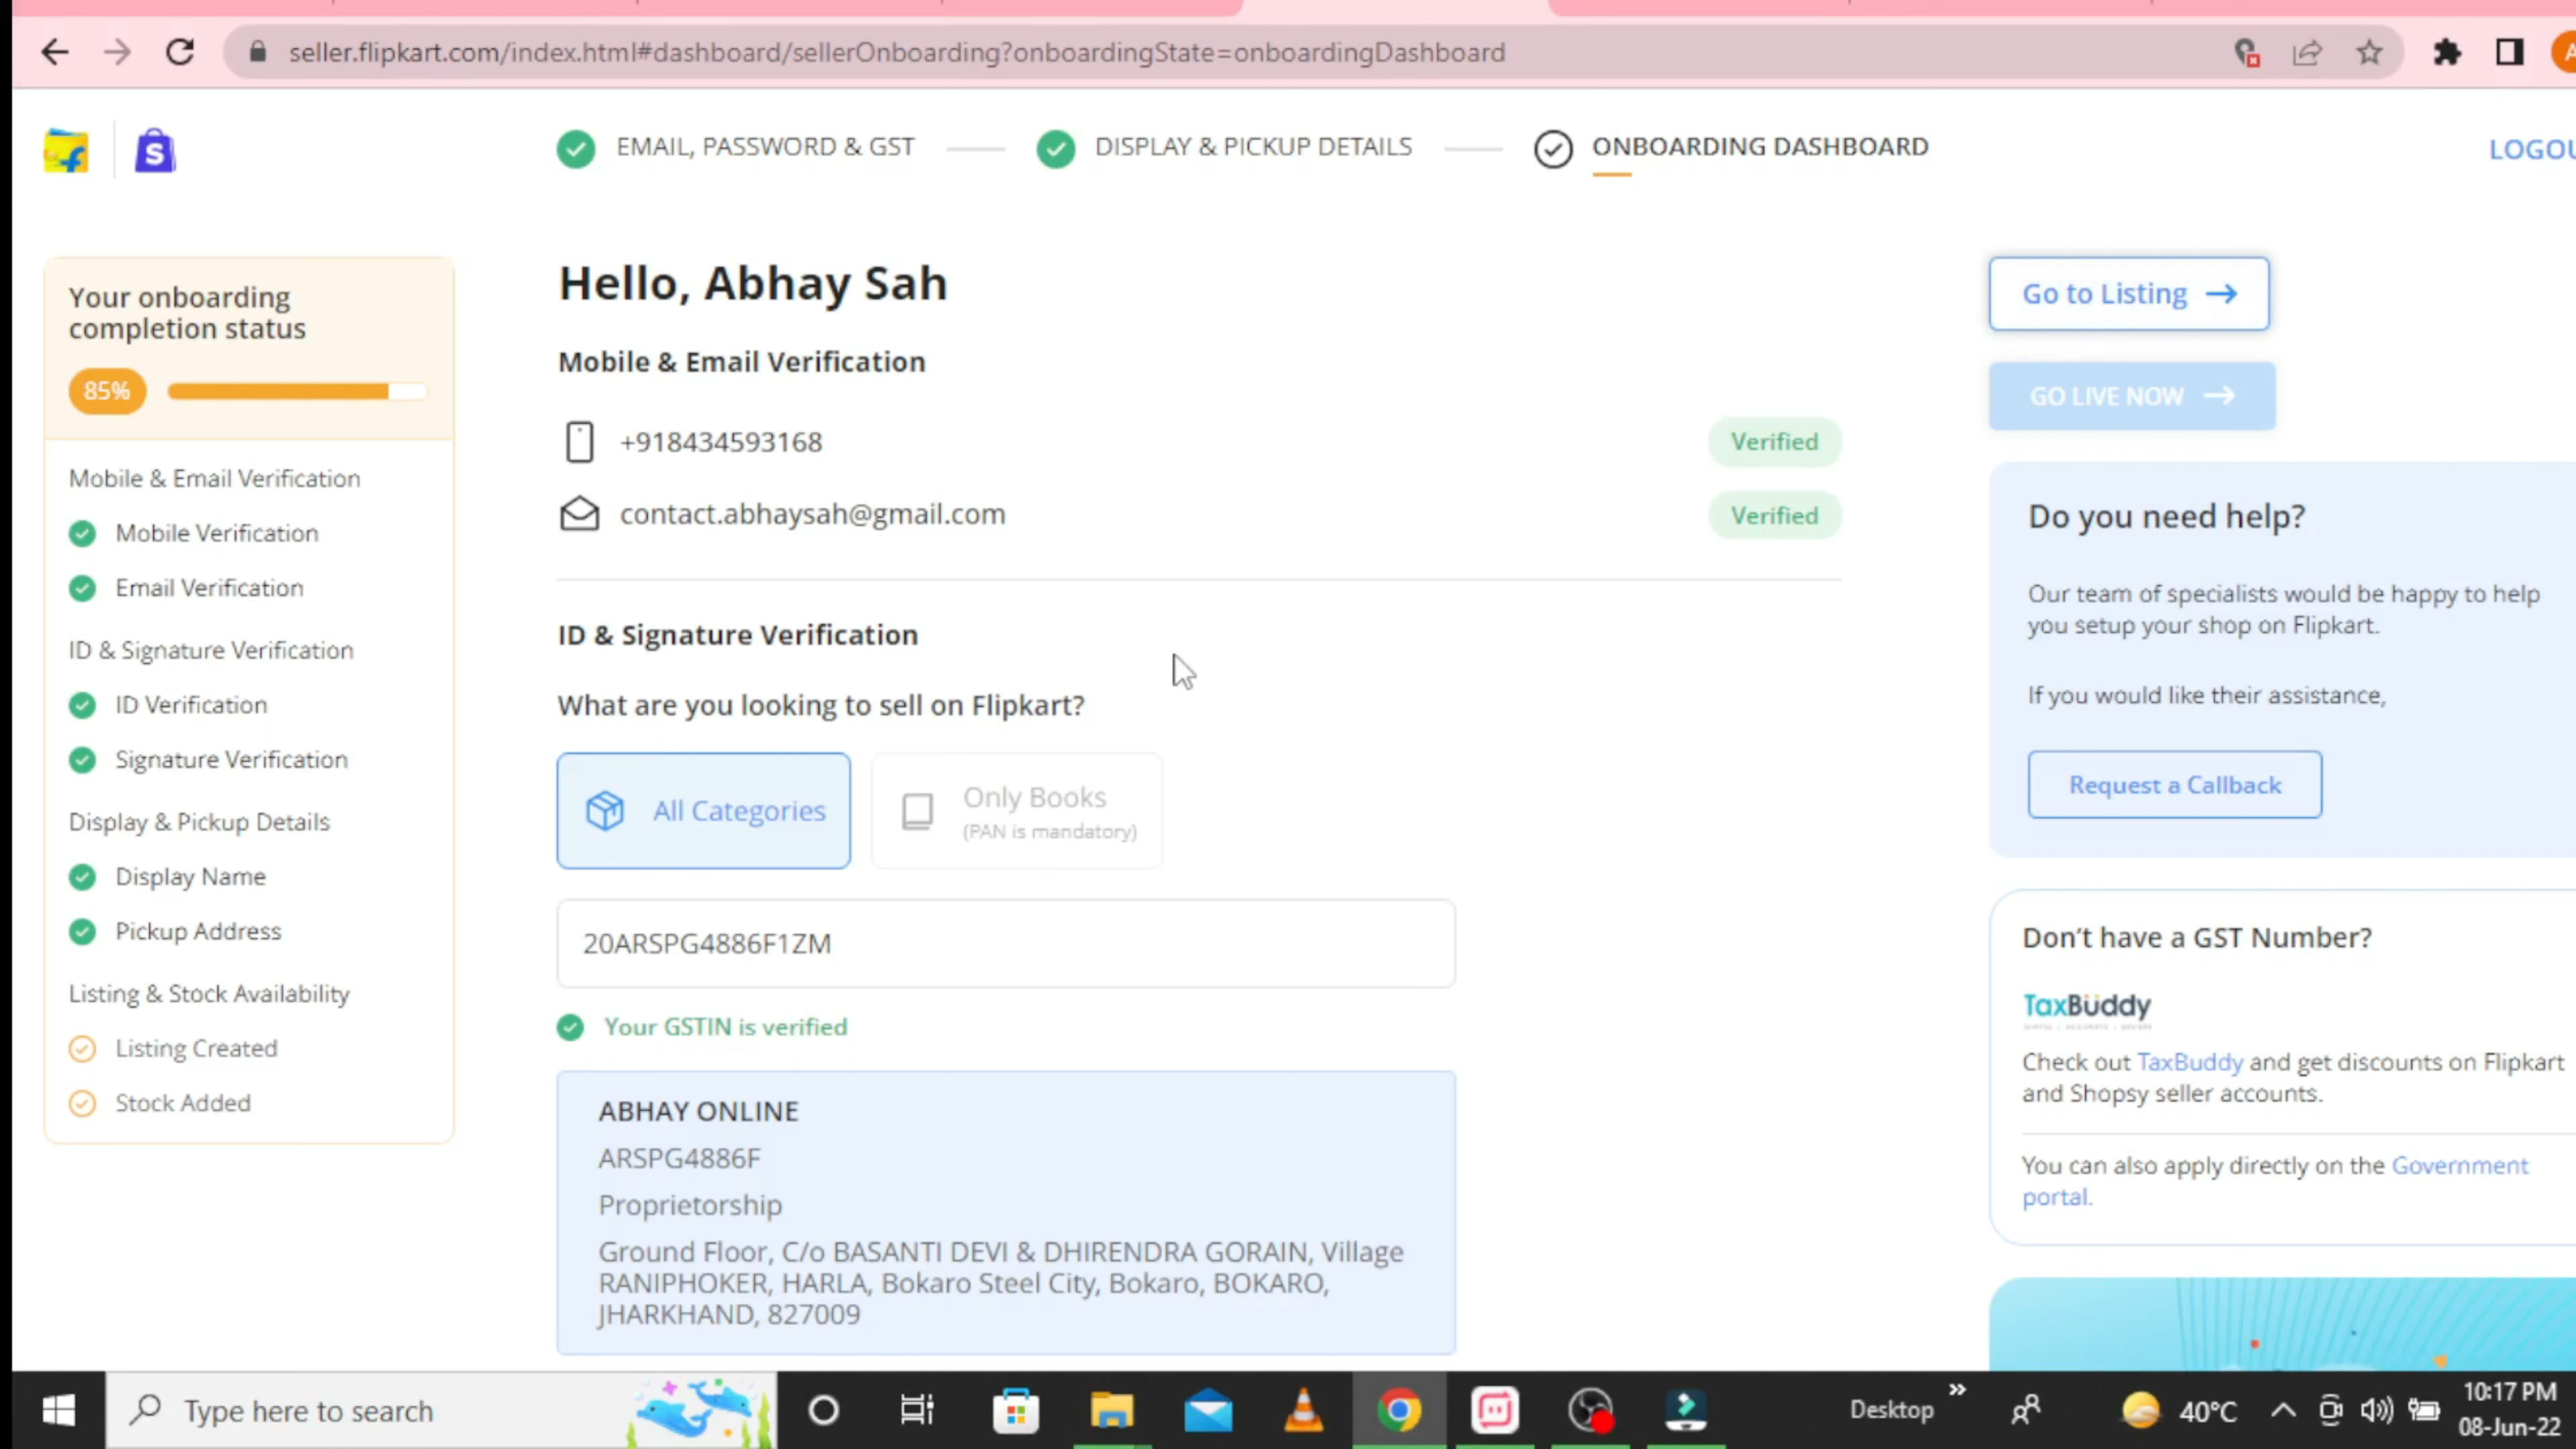 seller.flipkart.com/index.html#dashboard/sellerOnboarding?onboardingState=onboardingDashboard
EMAIL, PASSWORD & GST
DISPLAY & PICKUP DETAILS
ONBOARDING DASHBOARD
Your onboarding
completion status
85%
Mobile & Email Verification
Mobile Verification
Email Verification
ID & Signature Verification
ID Verification
Signature Verification
Display & Pickup Details
Display Name
Pickup Address
Listing & Stock Availability
Listing Created
Stock Added
Hello, Abhay Sah
Mobile & Email Verification
+918434593168
Verified
contact.abhaysah@gmail.com
Verified
ID & Signature Verification
What are you looking to sell on Flipkart?
All Categories
Only Books
(PAN is mandatory)
20ARSPG4886F1ZM
Your GSTIN is verified
ABHAY ONLINE
ARSPG4886F
Proprietorship
Ground Floor, C/o BASANTI DEVI & DHIRENDRA GORAIN, Village
RANIPHOKER, HARLA, Bokaro Steel City, Bokaro, BOKARO,
JHARKHAND, 827009
Go to Listing
GO LIVE NOW
Do you need help?
Our team of specialists would be happy to help
you setup your shop on Flipkart.
If you would like their assistance,
Request a Callback
Don't have a GST Number?
TaxBuddy
Check out TaxBuddy and get discounts on Flipkart
and Shopsy seller accounts.
You can also apply directly on the Government
portal.
Type here to search
Desktop
40°C
10:17 PM
08-Jun-22